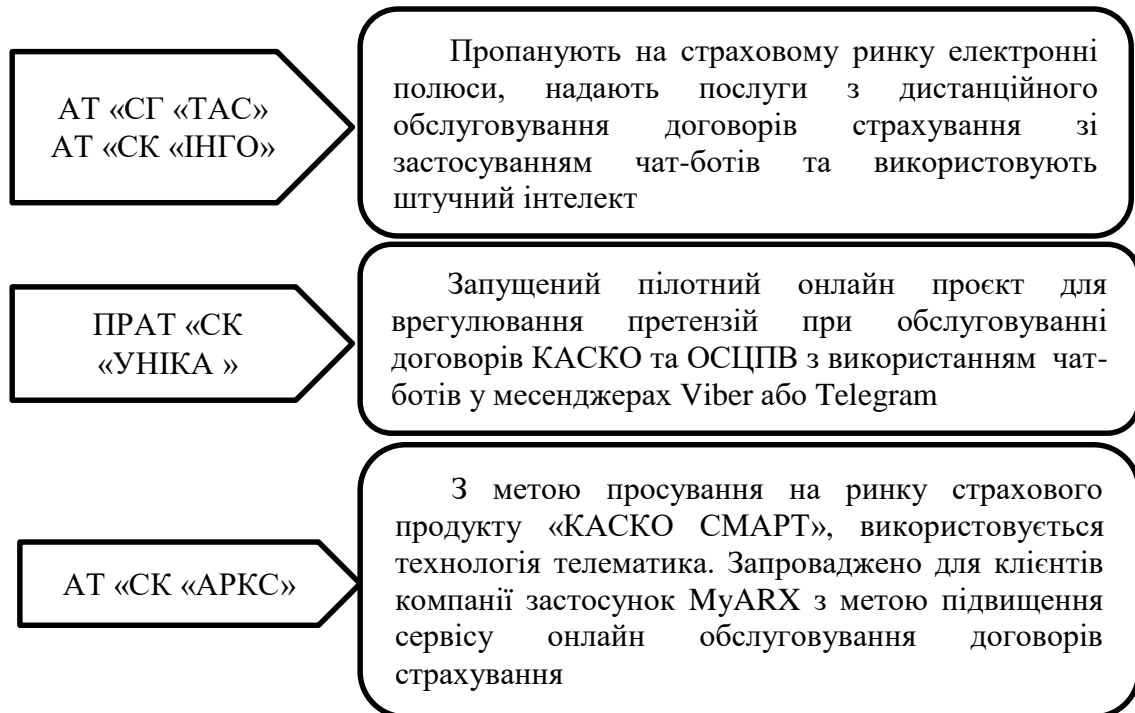 АТ «СГ «ТАС»
АТ «СК «ІНГО»
Пропанують на страховому ринку електронні
полюси, надають послуги з дистанційного
обслуговування договорів страхування зі
застосуванням чат-ботів та використовують
штучний інтелект
ПРАТ «СК
«УНІКА »
Запущений пілотний онлайн проєкт для
врегулювання претензій при обслуговуванні
договорів КАСКО та ОСЦПВ з використанням чат-
ботів у месенджерах Viber або Telegram
АТ «СК «АРКС»
З метою просування на ринку страхового
продукту «КАСКО СМАРТ», використовується
технологія телематика. Запроваджено для клієнтів
компанії застосунок MyARX з метою підвищення
сервісу онлайн обслуговування договорів
страхування